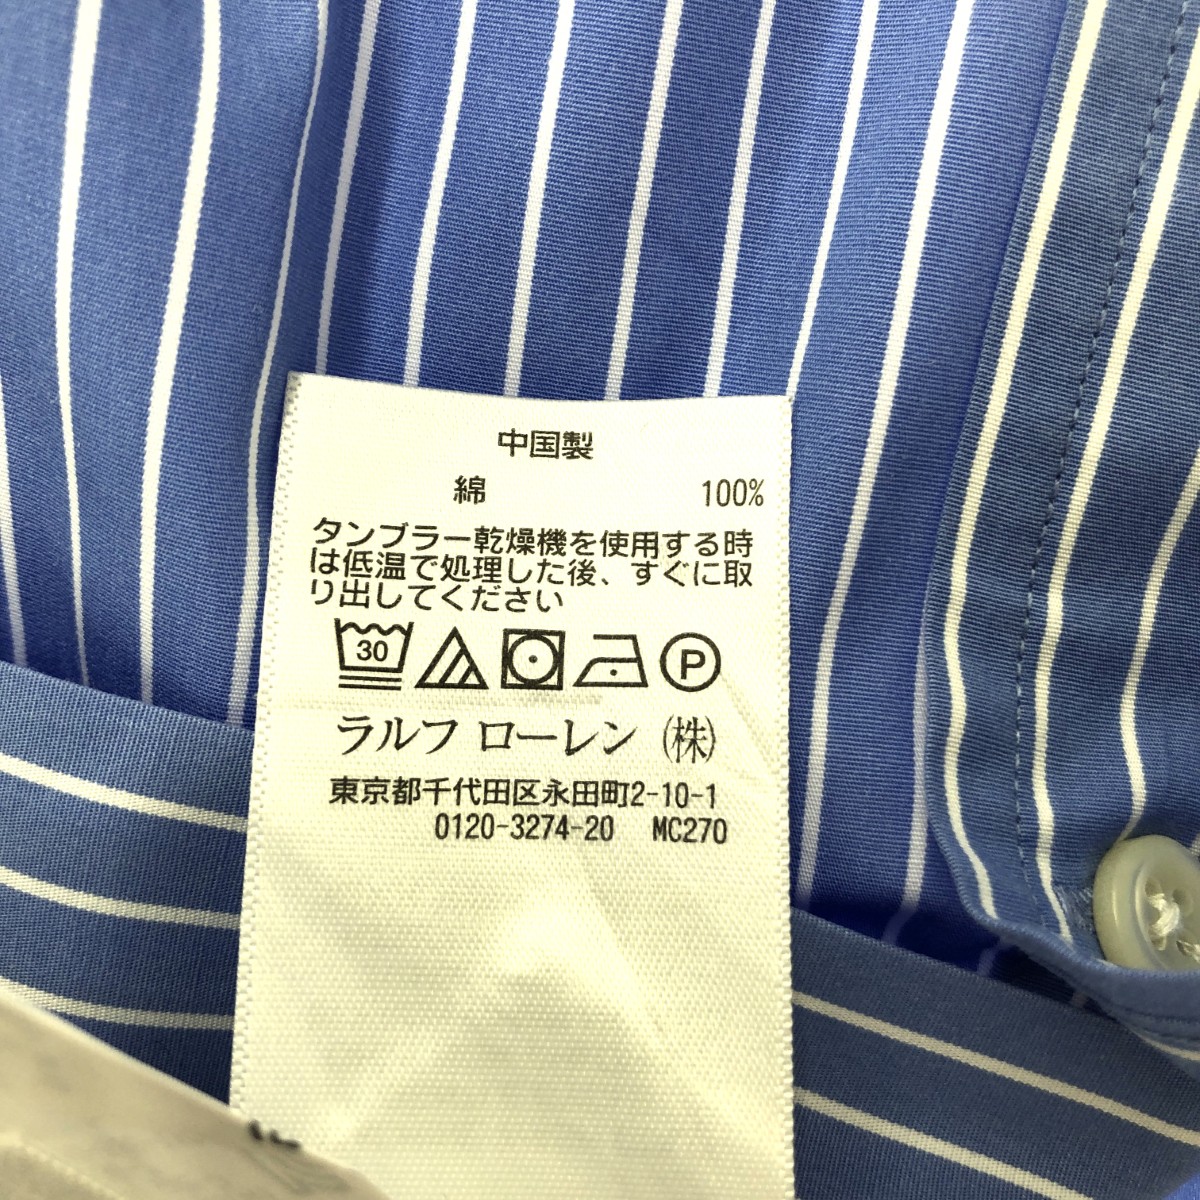 中国製
綿 100%
タンブラー乾燥機を使用する時
は低温で処理した後、すぐに取
り出してください
30 P
ラルフ ローレン (株)
東京都千代田区永田町2-10-1
0120-3274-20 MC270